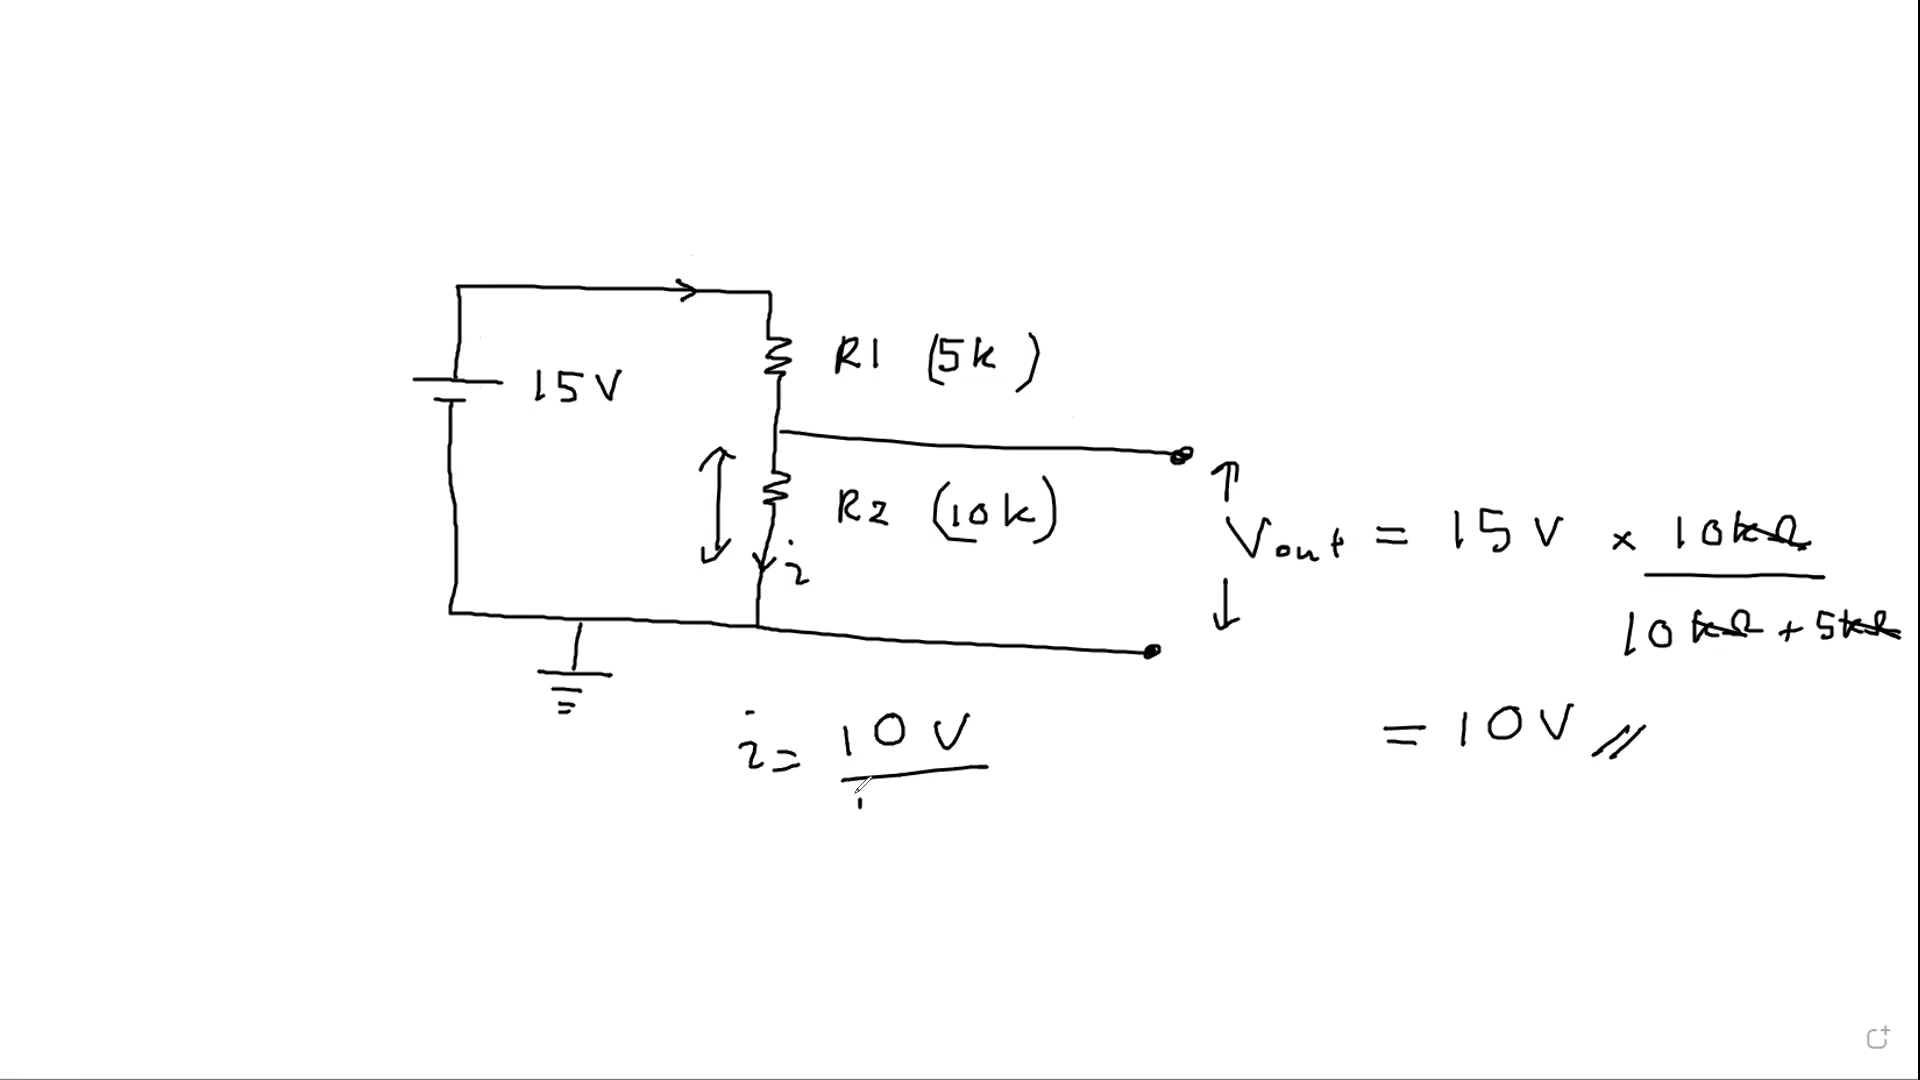 R1 (5k)
15V
R2 (10k)
i
Vout = 15V × 10kΩ
10kΩ + 5kΩ
= 10V //
i = 10V